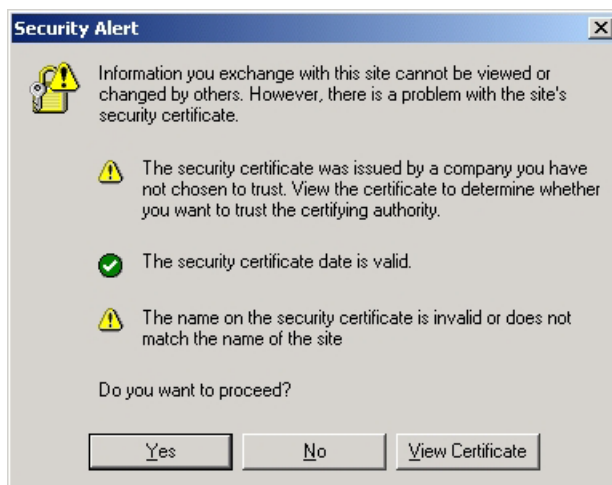 Security Alert
Information you exchange with this site cannot be viewed or
changed by others. However, there is a problem with the site's
security certificate.
The security certificate was issued by a company you have
not chosen to trust. View the certificate to determine whether
you want to trust the certifying authority.
The security certificate date is valid.
The name on the security certificate is invalid or does not
match the name of the site
Do you want to proceed?
Yes No View Certificate